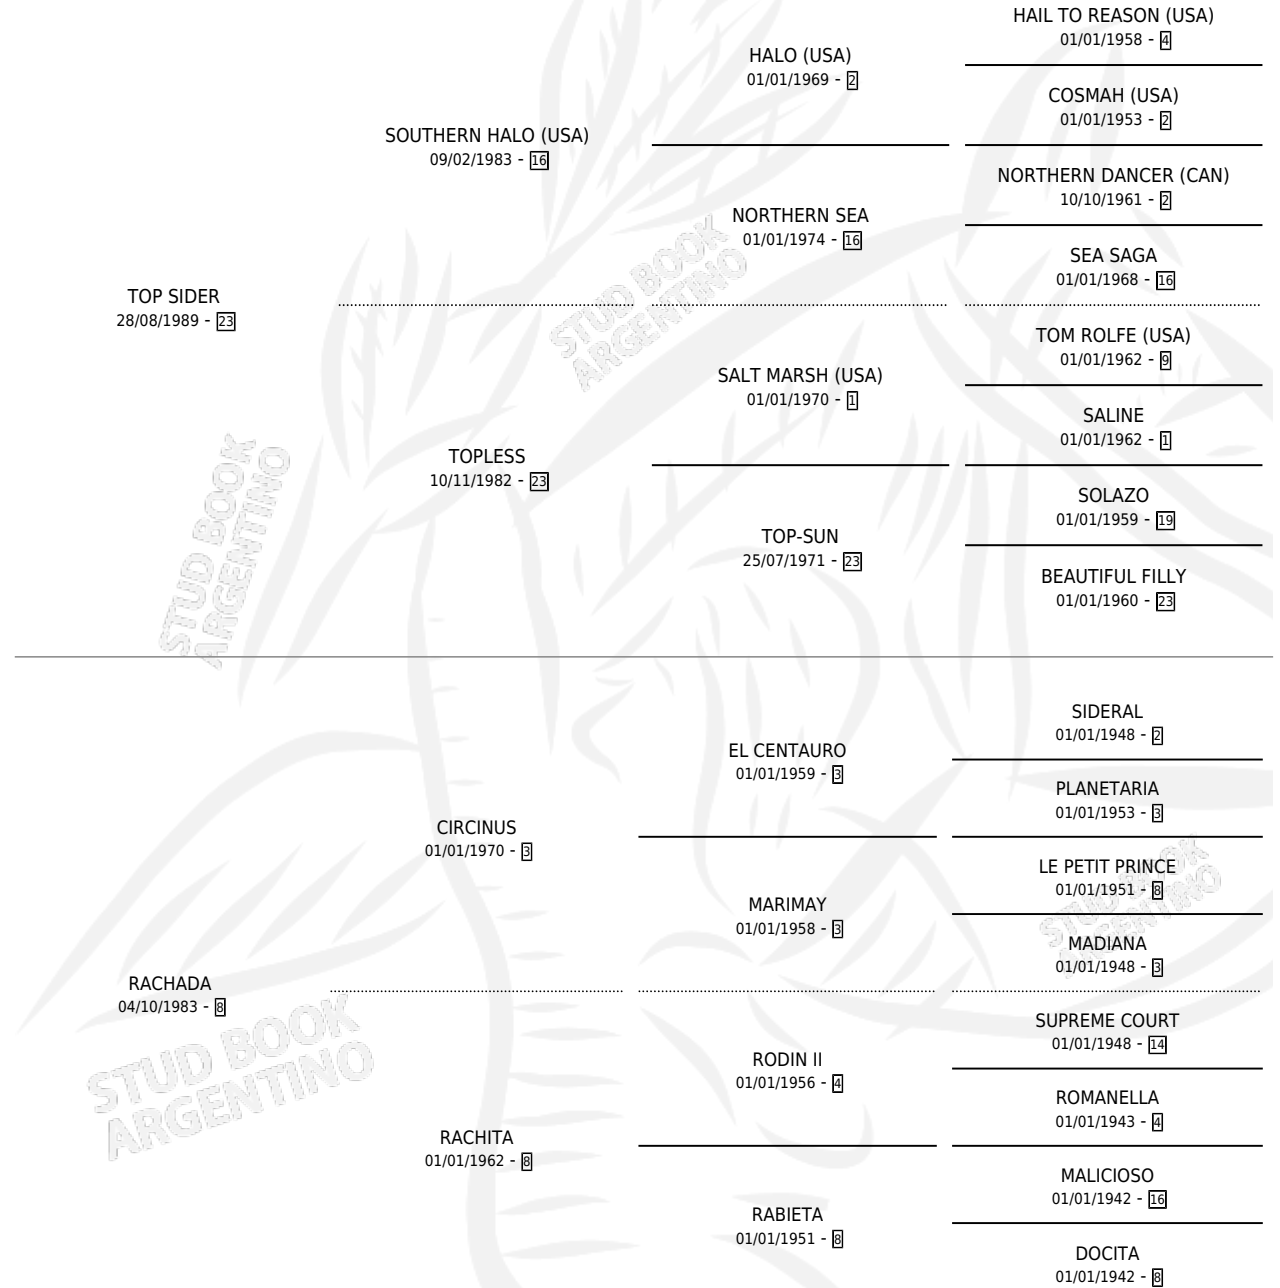 HAIL TO REASON (USA)
01/01/1958 - 4
HALO (USA)
01/01/1969 - 2
COSMAH (USA)
01/01/1953 - 2
SOUTHERN HALO (USA)
09/02/1983 - 16
NORTHERN DANCER (CAN)
10/10/1961 - 2
NORTHERN SEA
01/01/1974 - 16
SEA SAGA
01/01/1968 - 16
STUD BOOK
ARGENTINO
TOP SIDER
28/08/1989 - 23
TOM ROLFE (USA)
01/01/1962 - 9
SALT MARSH (USA)
01/01/1970 - 1
SALINE
01/01/1962 - 1
TOPLESS
10/11/1982 - 23
SOLAZO
01/01/1959 - 19
TOP-SUN
25/07/1971 - 23
BEAUTIFUL FILLY
01/01/1960 - 23
STUD BOOK
ARGENTINO
SIDERAL
01/01/1948 - 2
EL CENTAURO
01/01/1959 - 3
PLANETARIA
01/01/1953 - 3
CIRCINUS
01/01/1970 - 3
LE PETIT PRINCE
01/01/1951 - 8
MARIMAY
01/01/1958 - 3
MADIANA
01/01/1948 - 3
STUD BOOK
ARGENTINO
RACHADA
04/10/1983 - 8
SUPREME COURT
01/01/1948 - 14
RODIN II
01/01/1956 - 4
ROMANELLA
01/01/1943 - 4
STUD BOOK
ARGENTINO
RACHITA
01/01/1962 - 8
MALICIOSO
01/01/1942 - 16
RABIETA
01/01/1951 - 8
DOCITA
01/01/1942 - 8